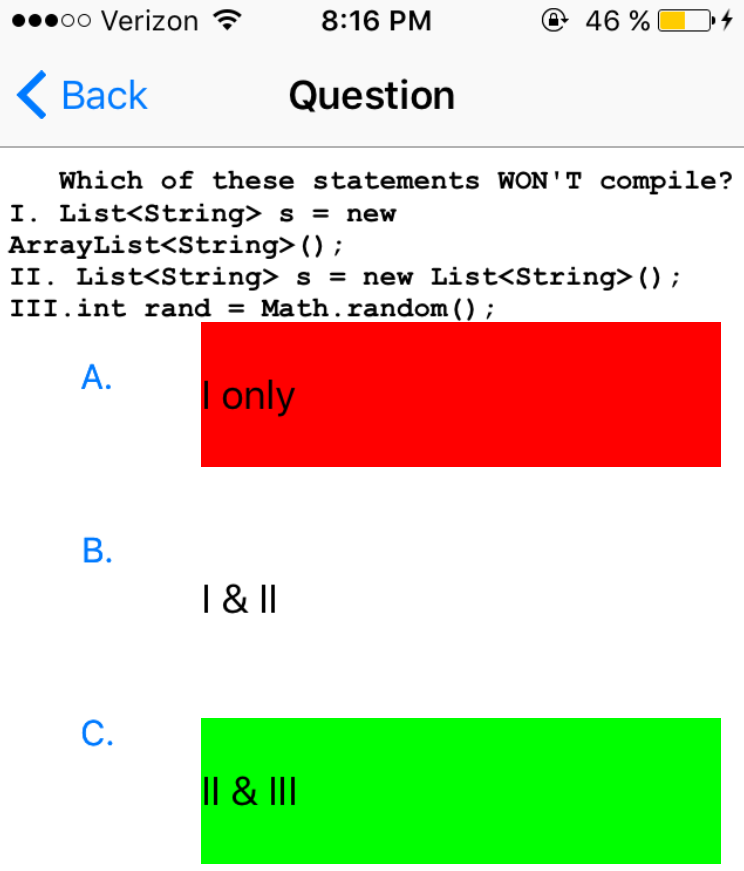 Verizon 8:16 PM 46 %
Back Question
Which of these statements WON'T compile?
I. List<String> s = new
ArrayList<String>();
II. List<String> s = new List<String>();
III.int rand = Math.random();
A.
I only
B.
I & II
C.
II & III